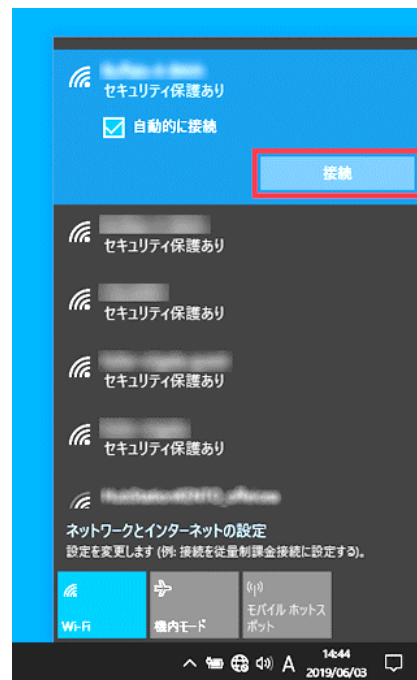 セキュリティ保護あり
自動的に接続
接続
セキュリティ保護あり
セキュリティ保護あり
セキュリティ保護あり
セキュリティ保護あり
ネットワークとインターネットの設定
設定を変更します (例: 接続を従量制課金接続に設定する)。
Wi-Fi
機内モード
モバイル ホットス
ポット
A
14:44
2019/06/03